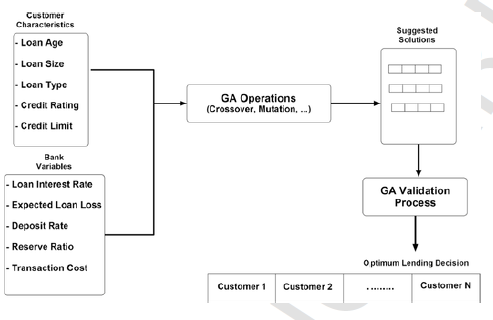 Customer
Characteristics
- Loan Age
- Loan Size
- Loan Type
- Credit Rating
- Credit Limit
Bank
Variables
- Loan Interest Rate
- Expected Loan Loss
- Deposit Rate
- Reserve Ratio
- Transaction Cost
GA Operations
(Crossover, Mutation, ...)
Suggested
Solutions
GA Validation
Process
Optimum Lending Decision
Customer 1
Customer 2
..........
Customer N